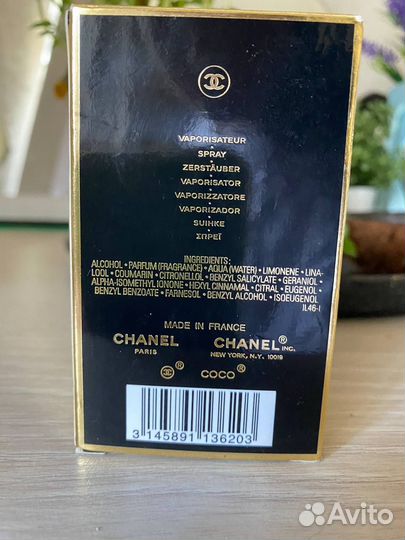 VAPORISATEUR
SPRAY
ZERSTÄUBER
VAPORISATOR
VAPORIZZATORE
VAPORIZADOR
SUIHKE
ΣΠΡΕΪ
INGREDIENTS:
ALCOHOL • PARFUM (FRAGRANCE) • AQUA (WATER) • LIMONENE • LINA-
LOOL • COUMARIN • CITRONELLOL • BENZYL SALICYLATE • GERANIOL •
ALPHA-ISOMETHYL IONONE • HEXYL CINNAMAL • CITRAL • EUGENOL •
BENZYL BENZOATE • FARNESOL • BENZYL ALCOHOL • ISOEUGENOL
IL46-I
MADE IN FRANCE
CHANEL® CHANEL® INC.
PARIS NEW YORK, N.Y. 10019
® COCO®
3 145891 136203
Avito